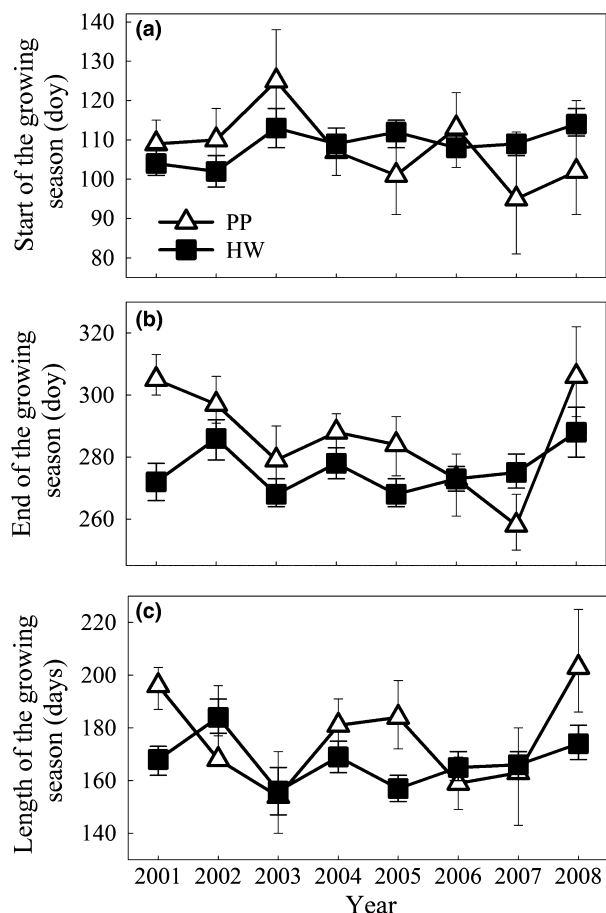 (a)
140
130
120
110
100
90
80
Start of the growing
season (doy)
PP
HW
(b)
320
300
280
260
End of the growing
season (doy)
(c)
220
200
180
160
140
Length of the growing
season (days)
2001 2002 2003 2004 2005 2006 2007 2008
Year